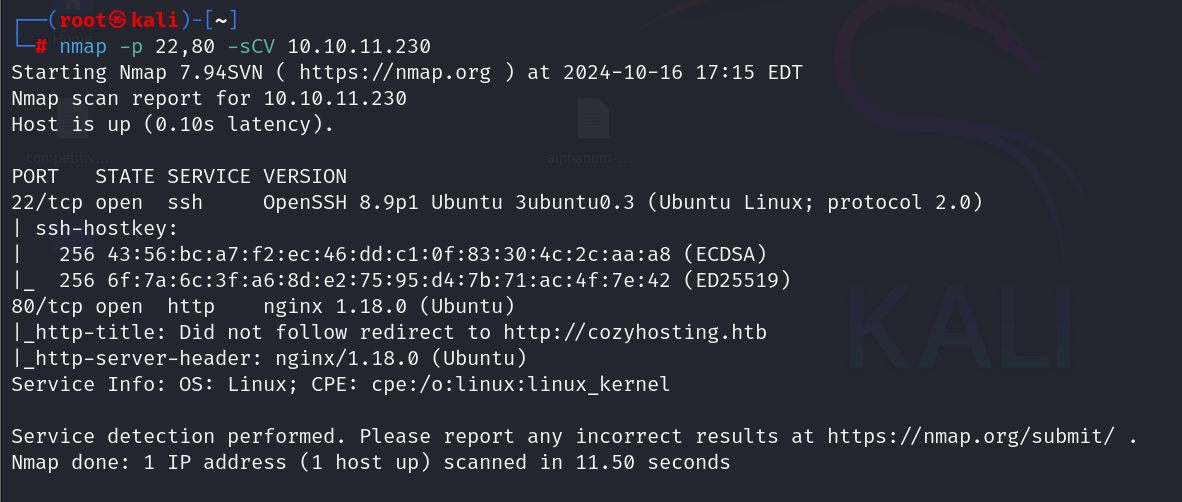 ┌──(root㉿kali)-[~]
└─# nmap -p 22,80 -sCV 10.10.11.230
Starting Nmap 7.94SVN ( https://nmap.org ) at 2024-10-16 17:15 EDT
Nmap scan report for 10.10.11.230
Host is up (0.10s latency).
competitiv...
alphanum-...
PORT   STATE SERVICE VERSION
22/tcp open  ssh     OpenSSH 8.9p1 Ubuntu 3ubuntu0.3 (Ubuntu Linux; protocol 2.0)
| ssh-hostkey:
|   256 43:56:bc:a7:f2:ec:46:dd:c1:0f:83:30:4c:2c:aa:a8 (ECDSA)
|_  256 6f:7a:6c:3f:a6:8d:e2:75:95:d4:7b:71:ac:4f:7e:42 (ED25519)
80/tcp open  http    nginx 1.18.0 (Ubuntu)
|_http-title: Did not follow redirect to http://cozyhosting.htb
|_http-server-header: nginx/1.18.0 (Ubuntu)
KALI
Service Info: OS: Linux; CPE: cpe:/o:linux:linux_kernel

Service detection performed. Please report any incorrect results at https://nmap.org/submit/ .
Nmap done: 1 IP address (1 host up) scanned in 11.50 seconds